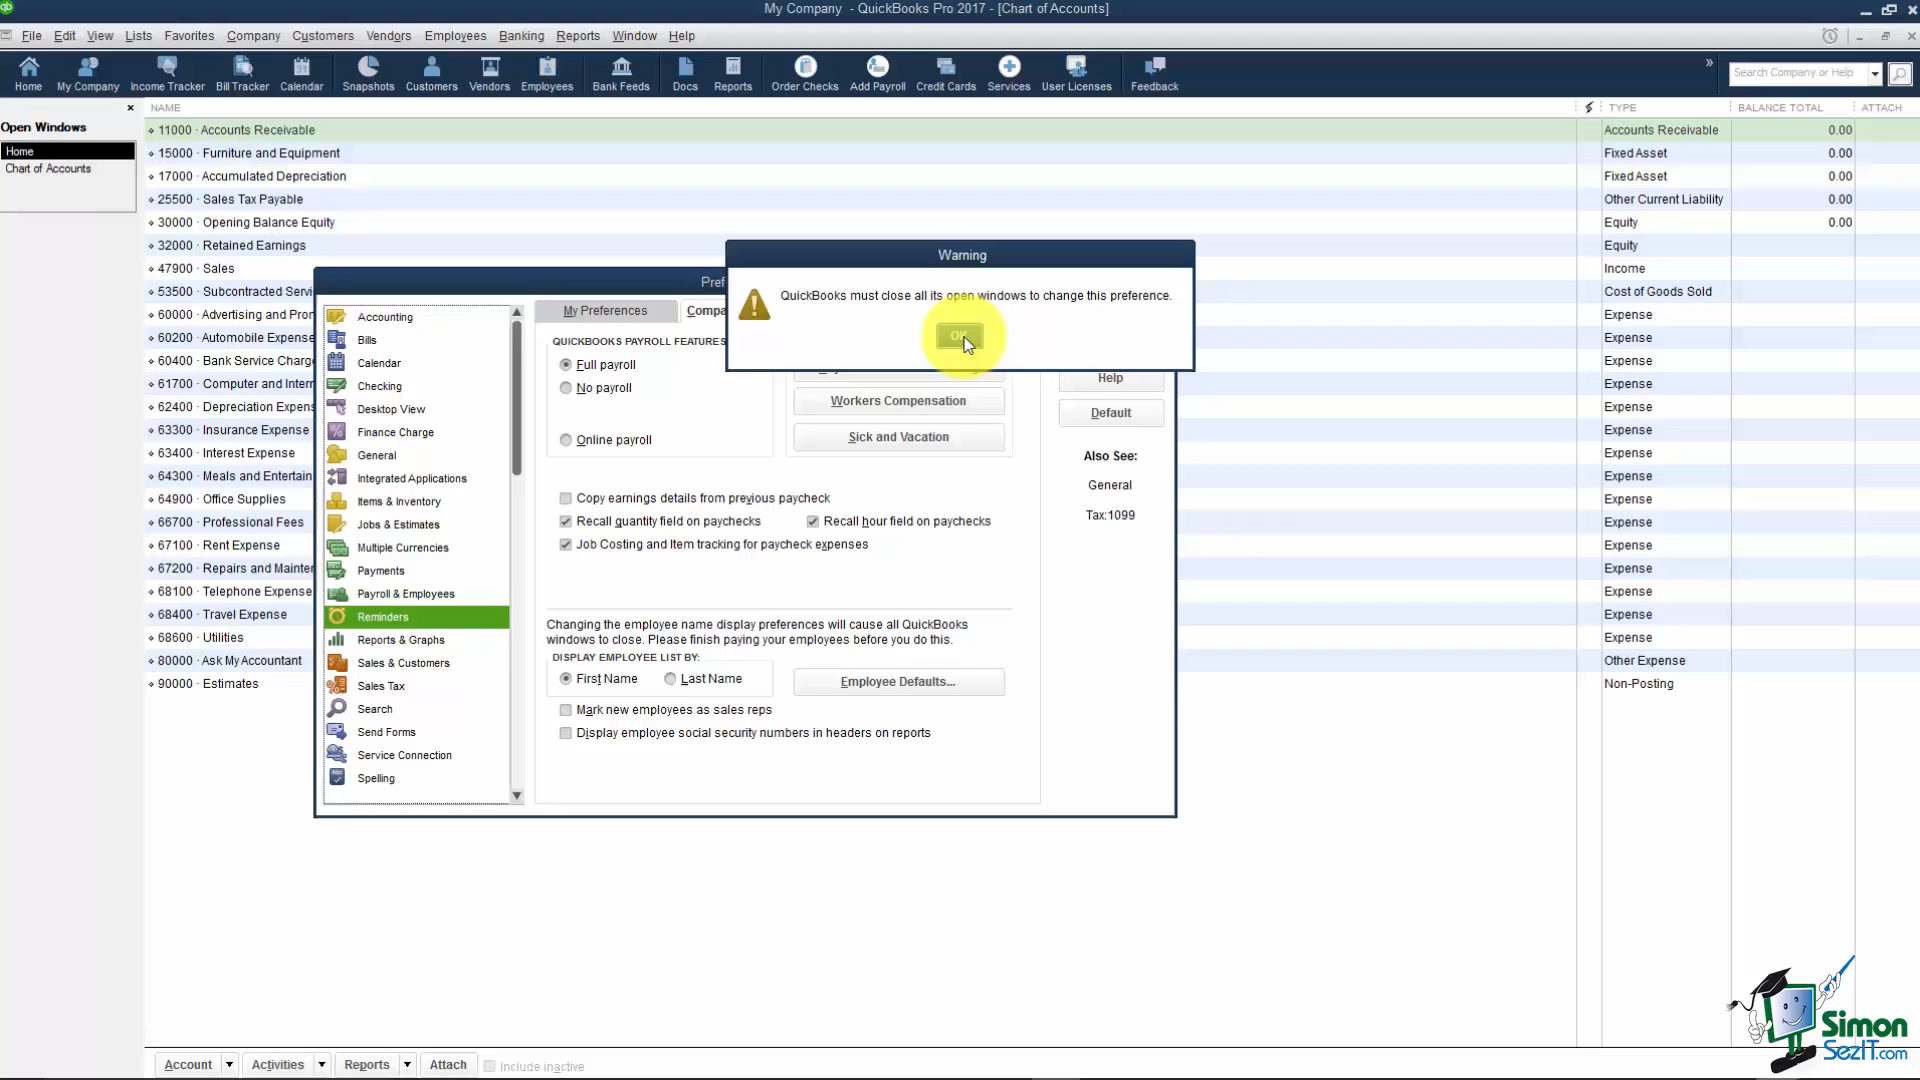 My Company - QuickBooks Pro 2017 - [Chart of Accounts]
File Edit View Lists Favorites Company Customers Vendors Employees Banking Reports Window Help
Home My Company Income Tracker Bill Tracker Calendar Snapshots Customers Vendors Employees Bank Feeds Docs Reports Order Checks Add Payroll Credit Cards Services User Licenses Feedback
»
Search Company or Help
NAME TYPE BALANCE TOTAL ATTACH
Open Windows
Home
Chart of Accounts
11000 · Accounts Receivable Accounts Receivable 0.00
15000 · Furniture and Equipment Fixed Asset 0.00
17000 · Accumulated Depreciation Fixed Asset 0.00
25500 · Sales Tax Payable Other Current Liability 0.00
30000 · Opening Balance Equity Equity 0.00
32000 · Retained Earnings Equity
47900 · Sales Income
53500 · Subcontracted Servi Cost of Goods Sold
60000 · Advertising and Pro Expense
60200 · Automobile Expense Expense
60400 · Bank Service Charg Expense
61700 · Computer and Inter Expense
62400 · Depreciation Expens Expense
63300 · Insurance Expense Expense
63400 · Interest Expense Expense
64300 · Meals and Entertain Expense
64900 · Office Supplies Expense
66700 · Professional Fees Expense
67100 · Rent Expense Expense
67200 · Repairs and Mainter Expense
68100 · Telephone Expense Expense
68400 · Travel Expense Expense
68600 · Utilities Expense
80000 · Ask My Accountant Other Expense
90000 · Estimates Non-Posting
Pref
Accounting
Bills
Calendar
Checking
Desktop View
Finance Charge
General
Integrated Applications
Items & Inventory
Jobs & Estimates
Multiple Currencies
Payments
Payroll & Employees
Reminders
Reports & Graphs
Sales & Customers
Sales Tax
Search
Send Forms
Service Connection
Spelling
My Preferences Compa
QUICKBOOKS PAYROLL FEATURES
Full payroll
No payroll
Online payroll
Workers Compensation
Sick and Vacation
Copy earnings details from previous paycheck
Recall quantity field on paychecks Recall hour field on paychecks
Job Costing and Item tracking for paycheck expenses
Changing the employee name display preferences will cause all QuickBooks
windows to close. Please finish paying your employees before you do this.
DISPLAY EMPLOYEE LIST BY:
First Name Last Name
Employee Defaults...
Mark new employees as sales reps
Display employee social security numbers in headers on reports
Help
Default
Also See:
General
Tax:1099
Warning
QuickBooks must close all its open windows to change this preference.
OK
Account Activities Reports Attach Include inactive
Simon
SezIT.com